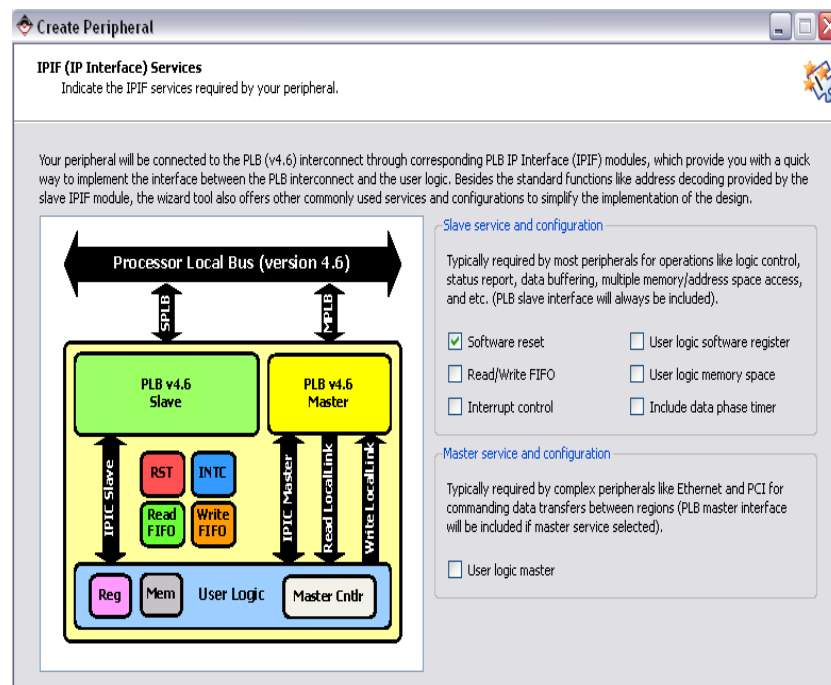 Create Peripheral
IPIF (IP Interface) Services
Indicate the IPIF services required by your peripheral.
Your peripheral will be connected to the PLB (v4.6) interconnect through corresponding PLB IP Interface (IPIF) modules, which provide you with a quick
way to implement the interface between the PLB interconnect and the user logic. Besides the standard functions like address decoding provided by the
slave IPIF module, the wizard tool also offers other commonly used services and configurations to simplify the implementation of the design.
Processor Local Bus (version 4.6)
SPLB
MPLB
PLB v4.6
Slave
PLB v4.6
Master
IPIC Slave
RST
INTC
Read
FIFO
Write
FIFO
IPIC Master
Read LocalLink
Write LocalLink
Reg
Mem
User Logic
Master Cntlr
Slave service and configuration
Typically required by most peripherals for operations like logic control,
status report, data buffering, multiple memory/address space access,
and etc. (PLB slave interface will always be included).
Software reset
User logic software register
Read/Write FIFO
User logic memory space
Interrupt control
Include data phase timer
Master service and configuration
Typically required by complex peripherals like Ethernet and PCI for
commanding data transfers between regions (PLB master interface
will be included if master service selected).
User logic master